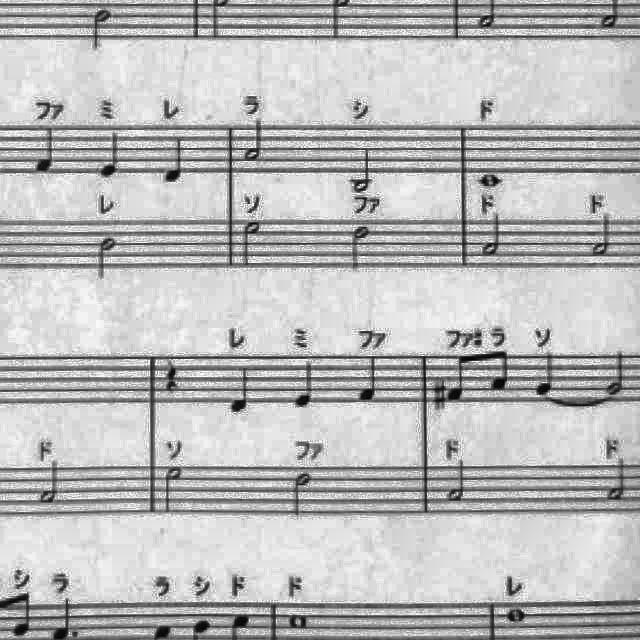 ファ ミ レ ラ シ ド
レ ソ ファ ド ド
レ ミ ファ ファ♯ ラ ソ
ド ソ ファ ド ド
シ ラ ラ シ ド ド レ